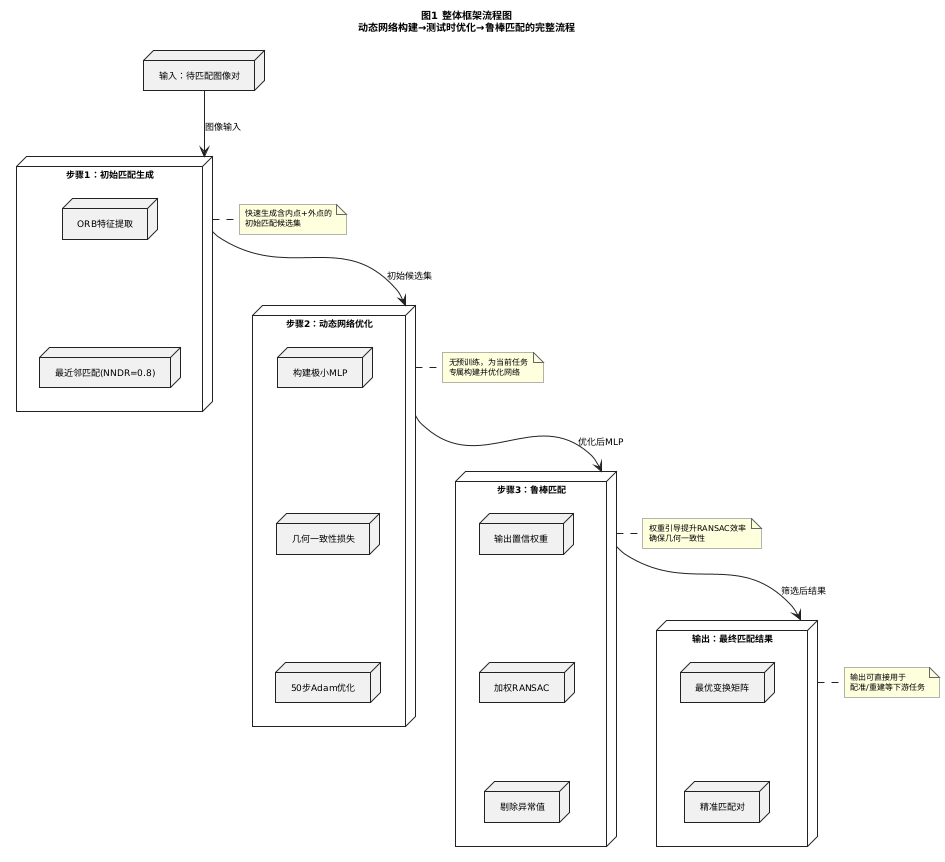 图1 整体框架流程图
动态网络构建→测试时优化→鲁棒匹配的完整流程
输入：待匹配图像对
图像输入
步骤1：初始匹配生成
ORB特征提取
快速生成含内点+外点的
初始匹配候选集
最近邻匹配(NNDR=0.8)
初始候选集
步骤2：动态网络优化
构建极小MLP
无预训练，为当前任务
专属构建并优化网络
几何一致性损失
50步Adam优化
优化后MLP
步骤3：鲁棒匹配
输出置信权重
权重引导提升RANSAC效率
确保几何一致性
加权RANSAC
剔除异常值
筛选后结果
输出：最终匹配结果
最优变换矩阵
输出可直接用于
配准/重建等下游任务
精准匹配对